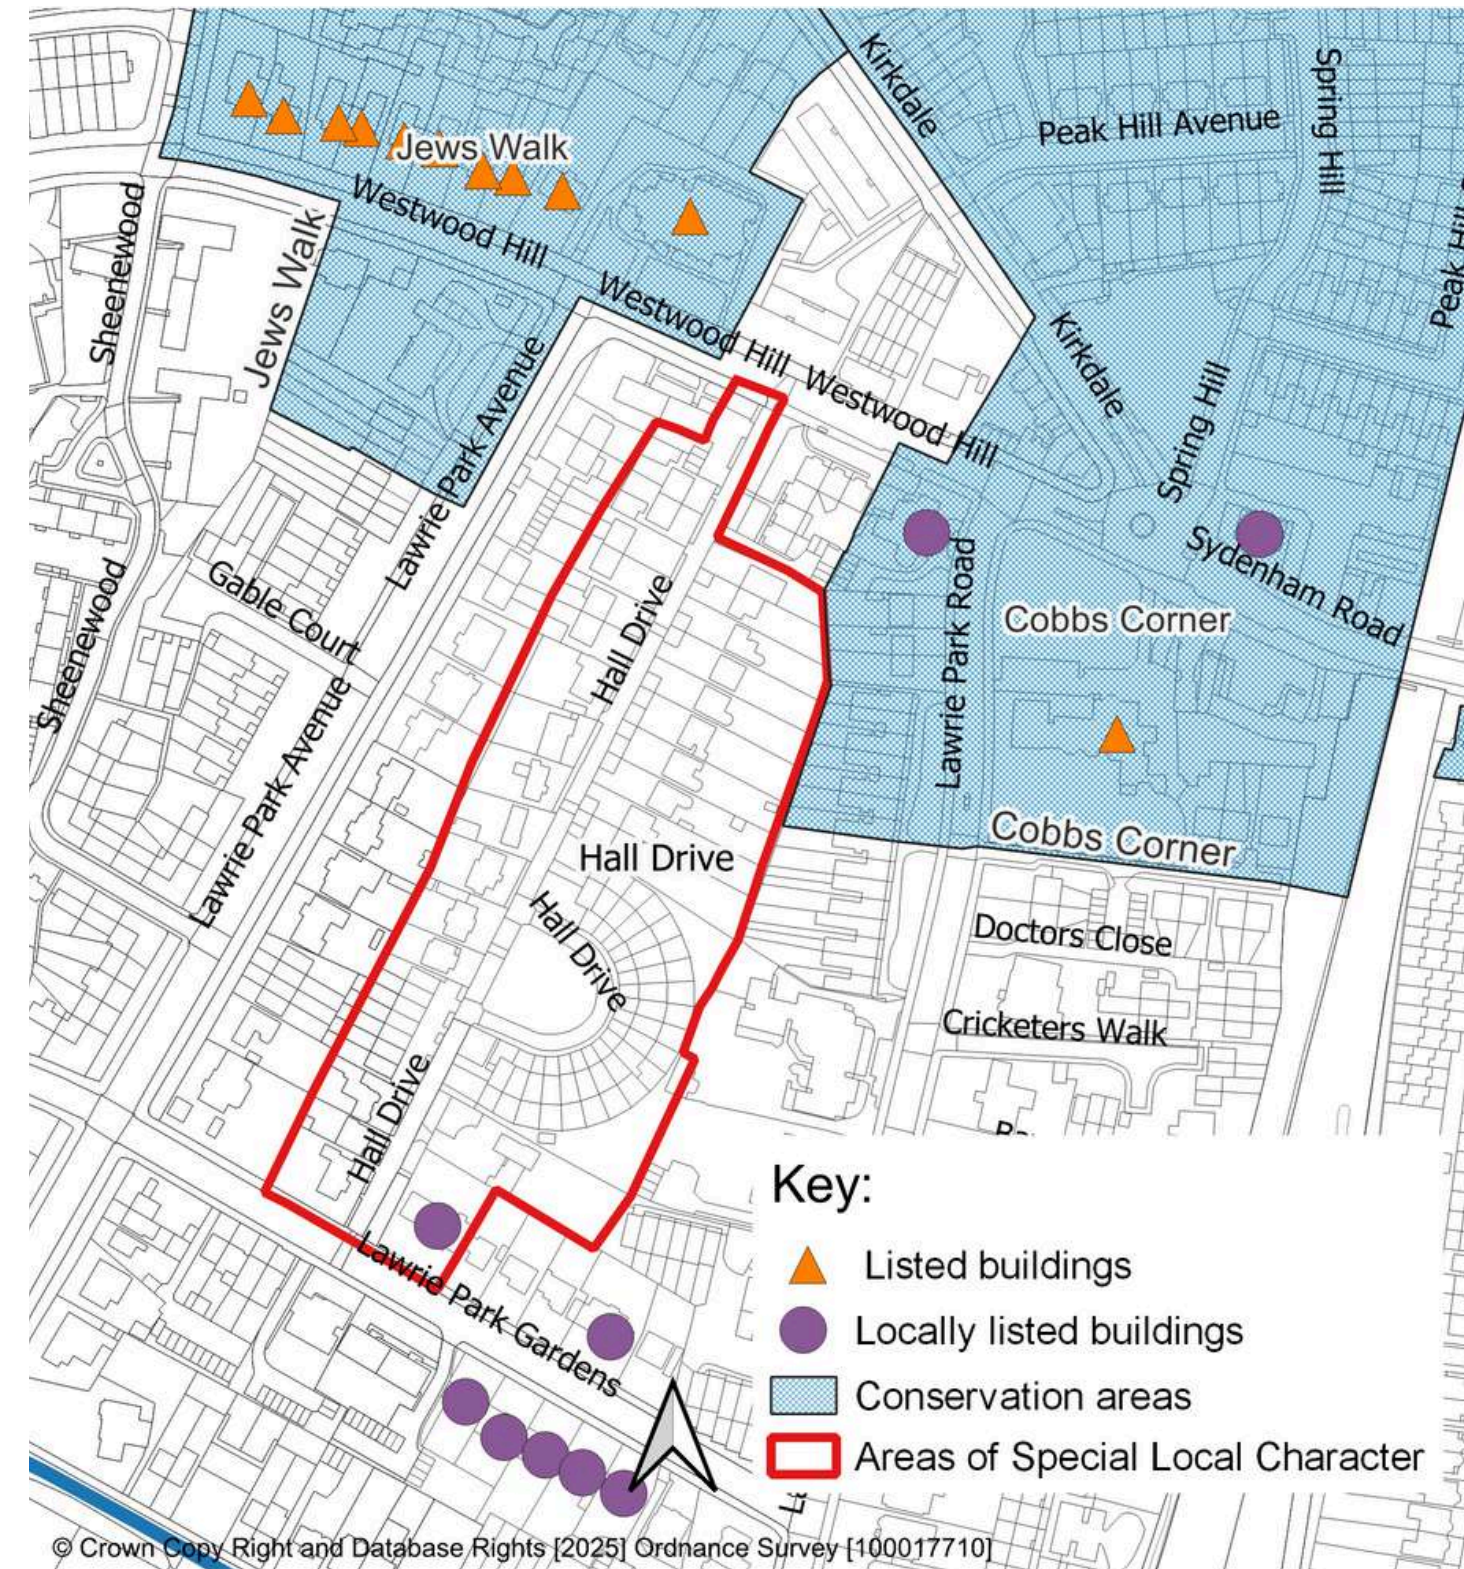 Kirkdale
Spring Hill
Peak Hill Avenue
Jews Walk
Westwood Hill
Sheenewood
Jews Walk
Peak Hill
Westwood Hill
Kirkdale
Lawrie Park Avenue
Westwood Hill
Spring Hill
Gable Court
Sydenham Road
Hall Drive
Lawrie Park Road
Cobbs Corner
Sheenewood
Lawrie Park Avenue
Cobbs Corner
Hall Drive
Hall Drive
Doctors Close
Cricketers Walk
Hall Drive
Key:
Lawrie Park Gardens
Listed buildings
Locally listed buildings
Conservation areas
Areas of Special Local Character
© Crown Copy Right and Database Rights [2025] Ordnance Survey [100017710]